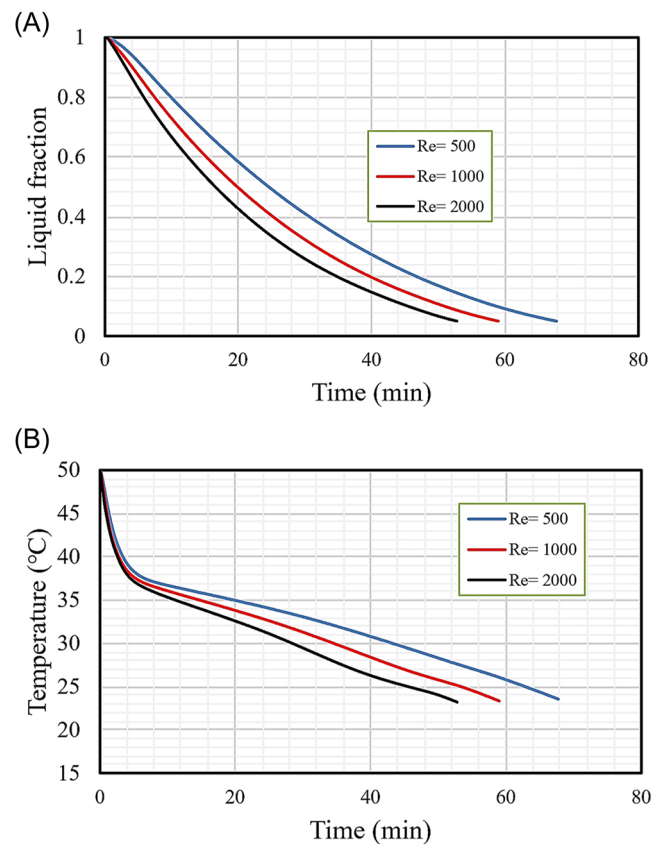 (A)
1
0.8
0.6
0.4
0.2
0
Liquid fraction
Re= 500
Re= 1000
Re= 2000
0 20 40 60 80
Time (min)
(B)
50
45
40
35
30
25
20
15
Temperature (°C)
Re= 500
Re= 1000
Re= 2000
0 20 40 60 80
Time (min)